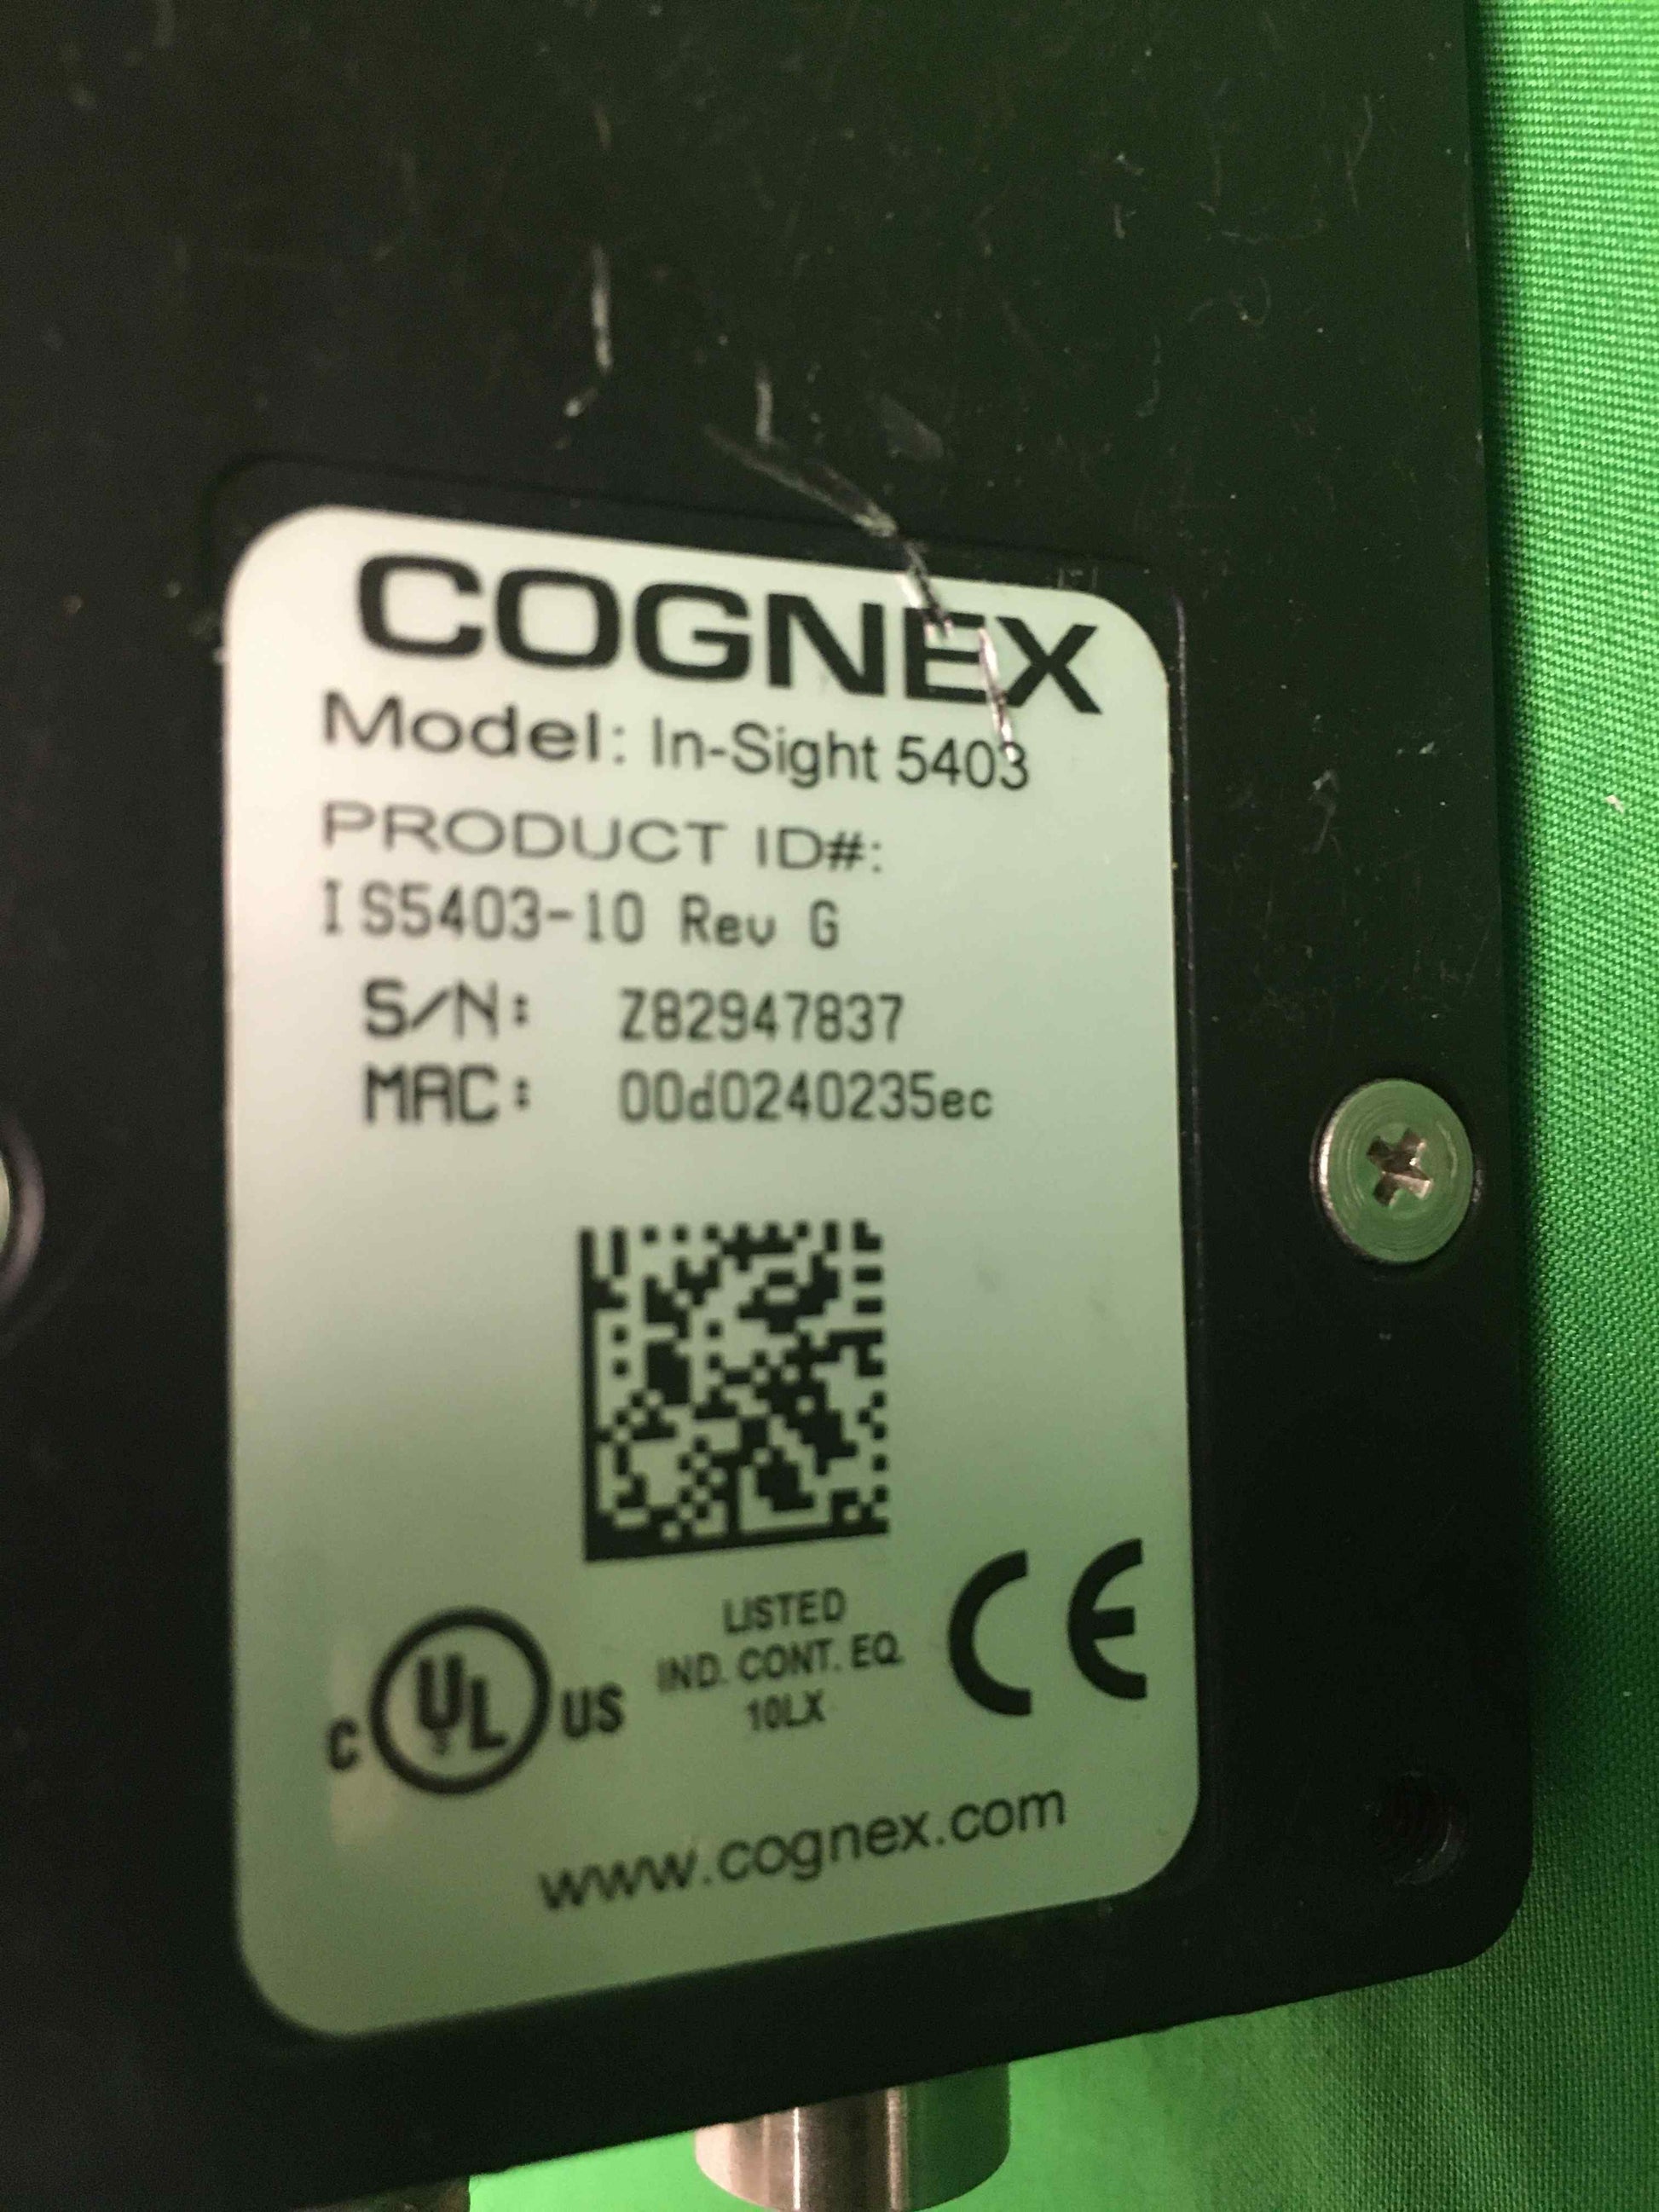 COGNEX
Model: In-Sight 5403
PRODUCT ID#:
IS5403-10 Rev G
S/N: Z82947837
MAC: 00d0240235ec
C UL US
LISTED
IND. CONT. EQ.
10LX
CE
www.cognex.com